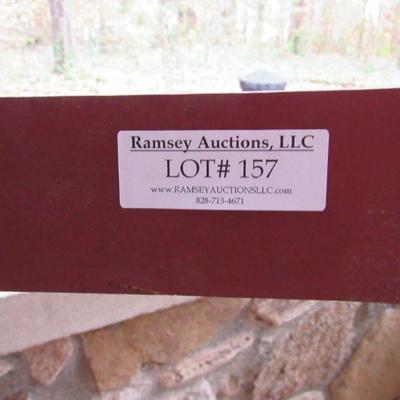 Ramsey Auctions, LLC
LOT# 157
www.RAMSEYAUCTIONSLLC.com
828-713-4671